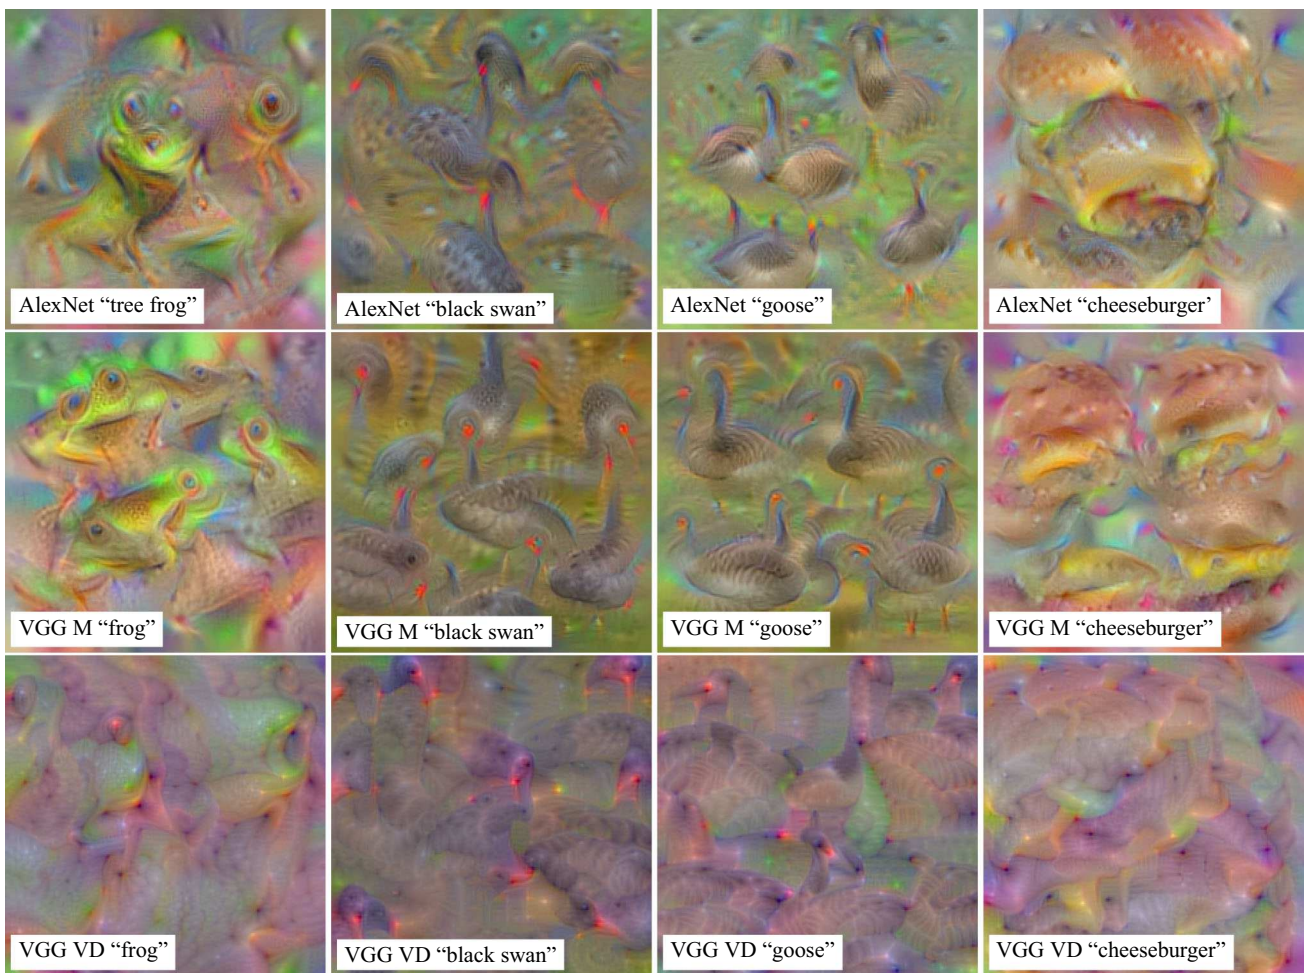 AlexNet “tree frog”
AlexNet “black swan”
AlexNet “goose”
AlexNet “cheeseburger’
VGG M “frog”
VGG M “black swan”
VGG M “goose”
VGG M “cheeseburger”
VGG VD “frog”
VGG VD “black swan”
VGG VD “goose”
VGG VD “cheeseburger”